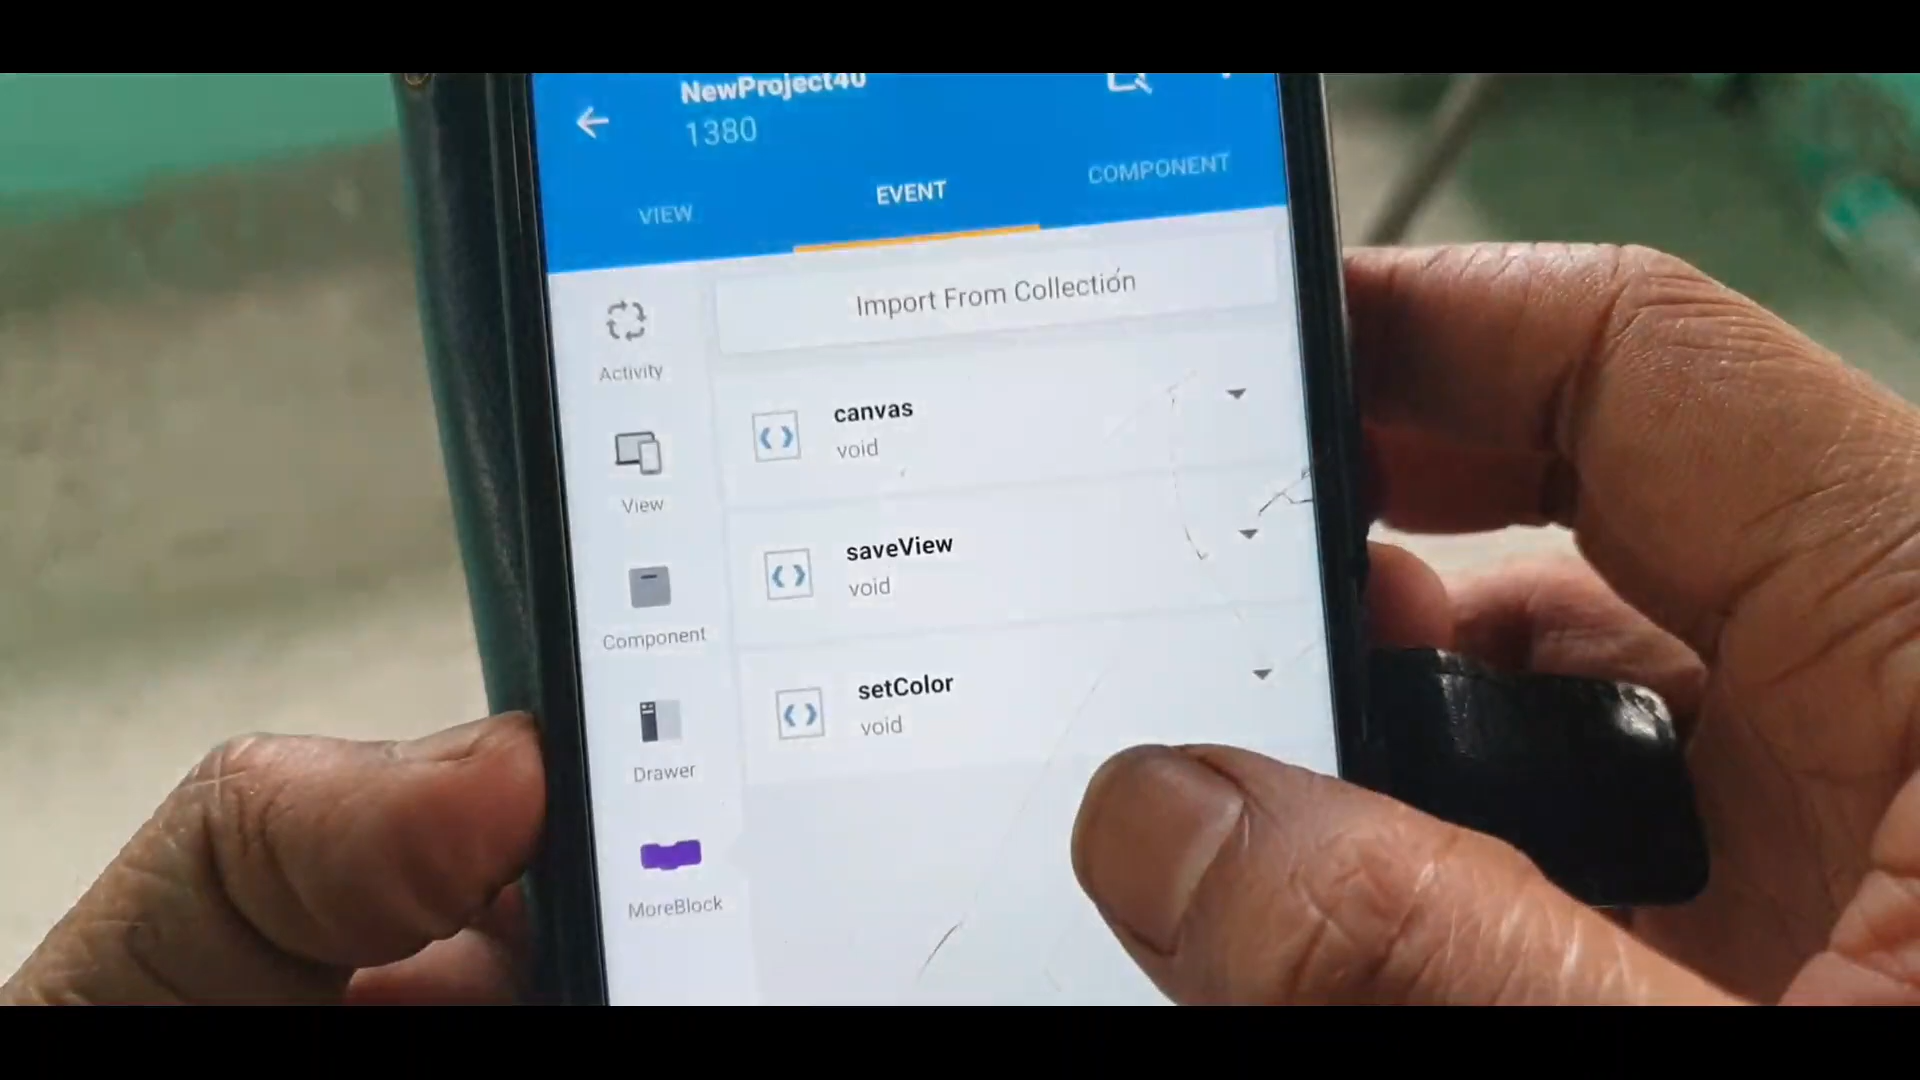 NewProject40
1380
VIEW
EVENT
COMPONENT
Import From Collection
Activity
canvas
void
View
saveView
void
Component
setColor
void
Drawer
MoreBlock